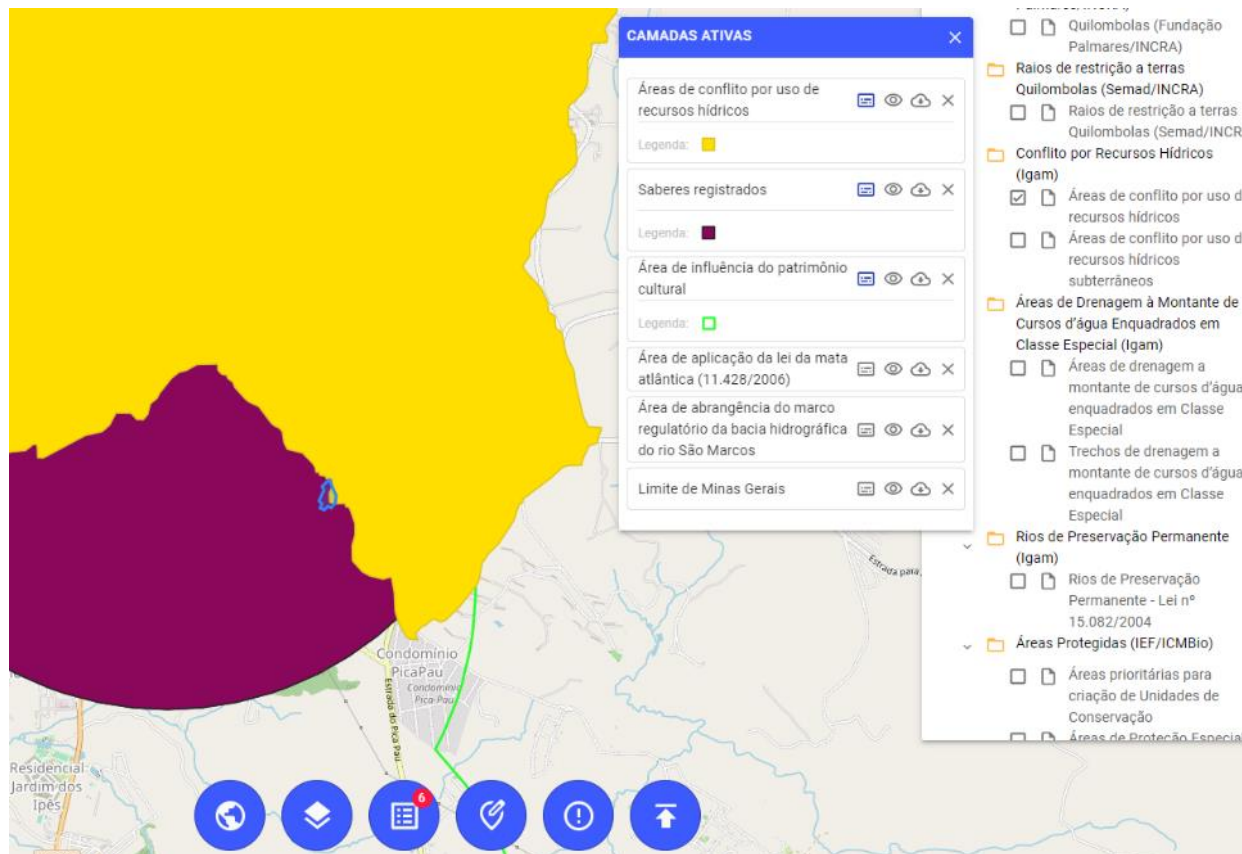 CAMADAS ATIVAS
Áreas de conflito por uso de
recursos hídricos
Legenda:
Saberes registrados
Legenda:
Área de influência do patrimônio
cultural
Legenda:
Área de aplicação da lei da mata
atlântica (11.428/2006)
Área de abrangência do marco
regulatório da bacia hidrográfica
do rio São Marcos
Limite de Minas Gerais
Quilombolas (Fundação
Palmares/INCRA)
Raios de restrição a terras
Quilombolas (Semad/INCRA)
Raios de restrição a terras
Quilombolas (Semad/INCR
Conflito por Recursos Hídricos
(Igam)
Áreas de conflito por uso d
recursos hídricos
Áreas de conflito por uso d
recursos hídricos
subterrâneos
Áreas de Drenagem à Montante de
Cursos d'água Enquadrados em
Classe Especial (Igam)
Áreas de drenagem a
montante de cursos d'água
enquadrados em Classe
Especial
Trechos de drenagem a
montante de cursos d'água
enquadrados em Classe
Especial
Rios de Preservação Permanente
(Igam)
Rios de Preservação
Permanente - Lei nº
15.082/2004
Áreas Protegidas (IEF/ICMBio)
Áreas prioritárias para
criação de Unidades de
Conservação
Áreas de Proteção Especial
Estrada para
Condomínio
PicaPau
Condomínio
Pica-Pau
Estrada do Pica Pau
Residencial
Jardim dos
Ipês
6